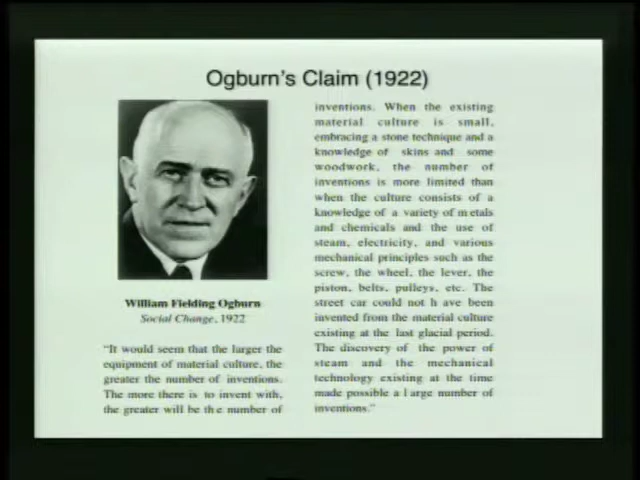 Ogburn's Claim (1922)
William Fielding Ogburn
Social Change, 1922
"It would seem that the larger the
equipment of material culture, the
greater the number of inventions.
The more there is to invent with,
the greater will be the number of
inventions. When the existing
material culture is small,
embracing a stone technique and a
knowledge of skins and some
woodwork, the number of
inventions is more limited than
when the culture consists of a
knowledge of a variety of m etals
and chemicals and the use of
steam, electricity, and various
mechanical principles such as the
screw, the wheel, the lever, the
piston, belts, pulleys, etc. The
street car could not h ave been
invented from the material culture
existing at the last glacial period.
The discovery of the power of
steam and the mechanical
technology existing at the time
made possible a l arge number of
inventions."